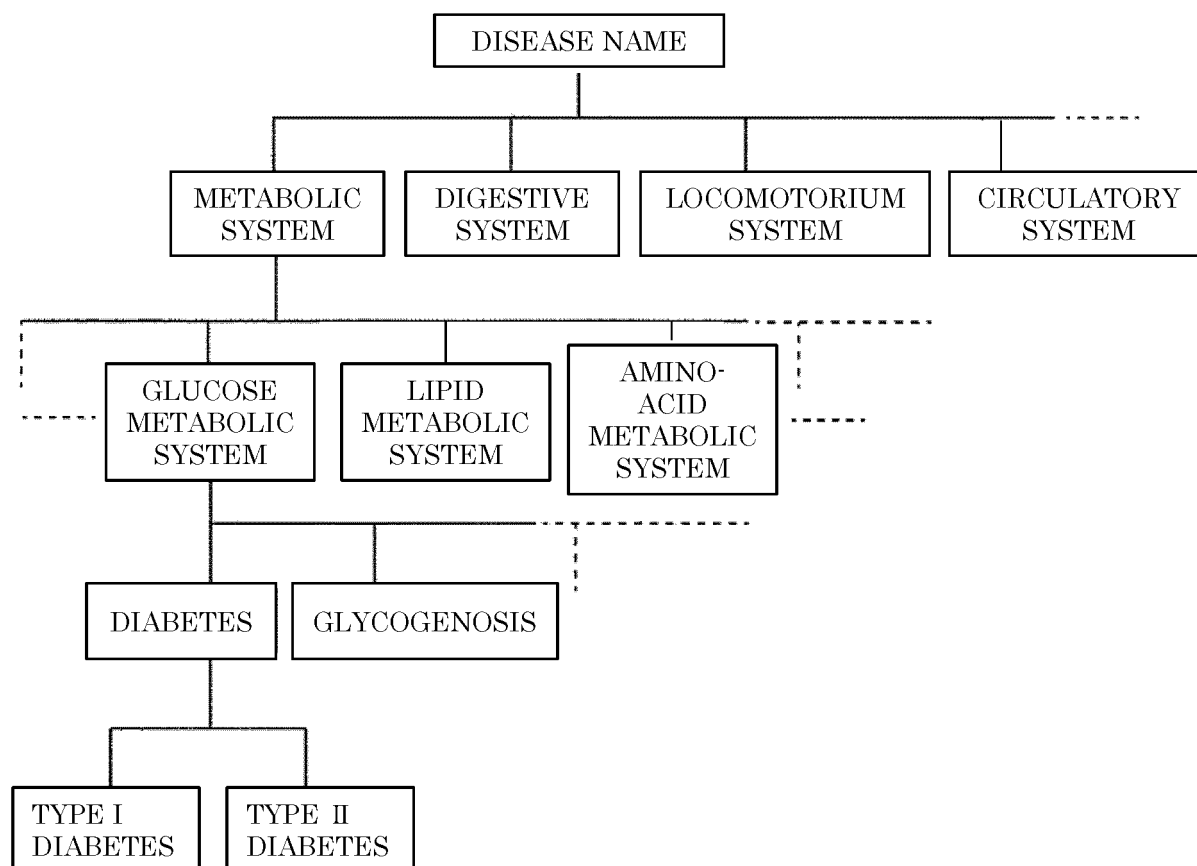 DISEASE NAME
METABOLIC
SYSTEM
DIGESTIVE
SYSTEM
LOCOMOTORIUM
SYSTEM
CIRCULATORY
SYSTEM
GLUCOSE
METABOLIC
SYSTEM
LIPID
METABOLIC
SYSTEM
AMINO-
ACID
METABOLIC
SYSTEM
DIABETES
GLYCOGENOSIS
TYPE I
DIABETES
TYPE II
DIABETES